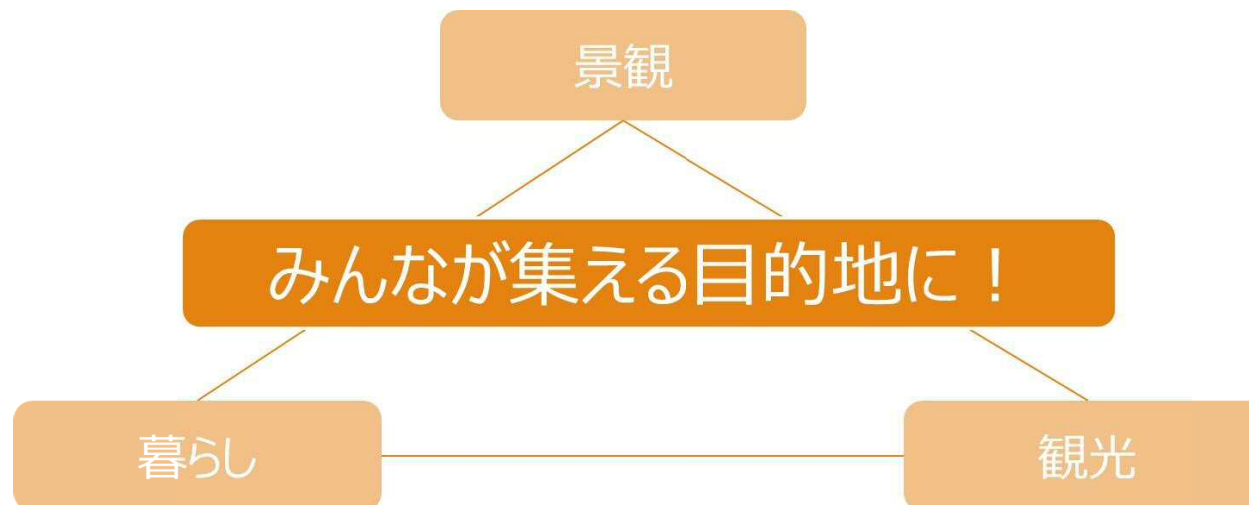 景観
みんなが集える目的地に！
暮らし
観光